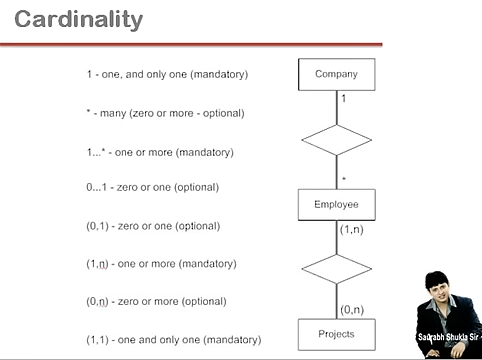 Cardinality
1 - one, and only one (mandatory)
* - many (zero or more - optional)
1...* - one or more (mandatory)
0...1 - zero or one (optional)
(0,1) - zero or one (optional)
(1,n) - one or more (mandatory)
(0,n) - zero or more (optional)
(1,1) - one and only one (mandatory)
Company
1
*
Employee
(1,n)
(0,n)
Projects
Saurabh Shukla Sir